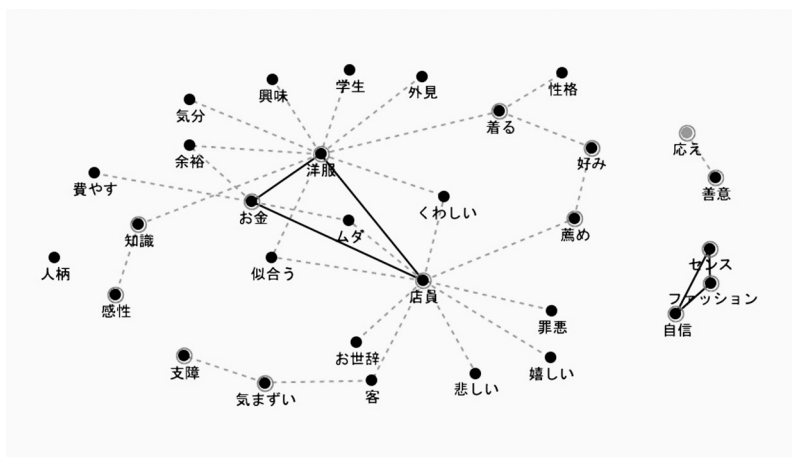 学生
外見
性格
興味
気分
着る
応え
余裕
洋服
好み
費やす
善意
お金
くわしい
ムダ
知識
薦め
人柄
似合う
センス
店員
ファッション
感性
罪悪
自信
お世辞
支障
嬉しい
気まずい
客
悲しい